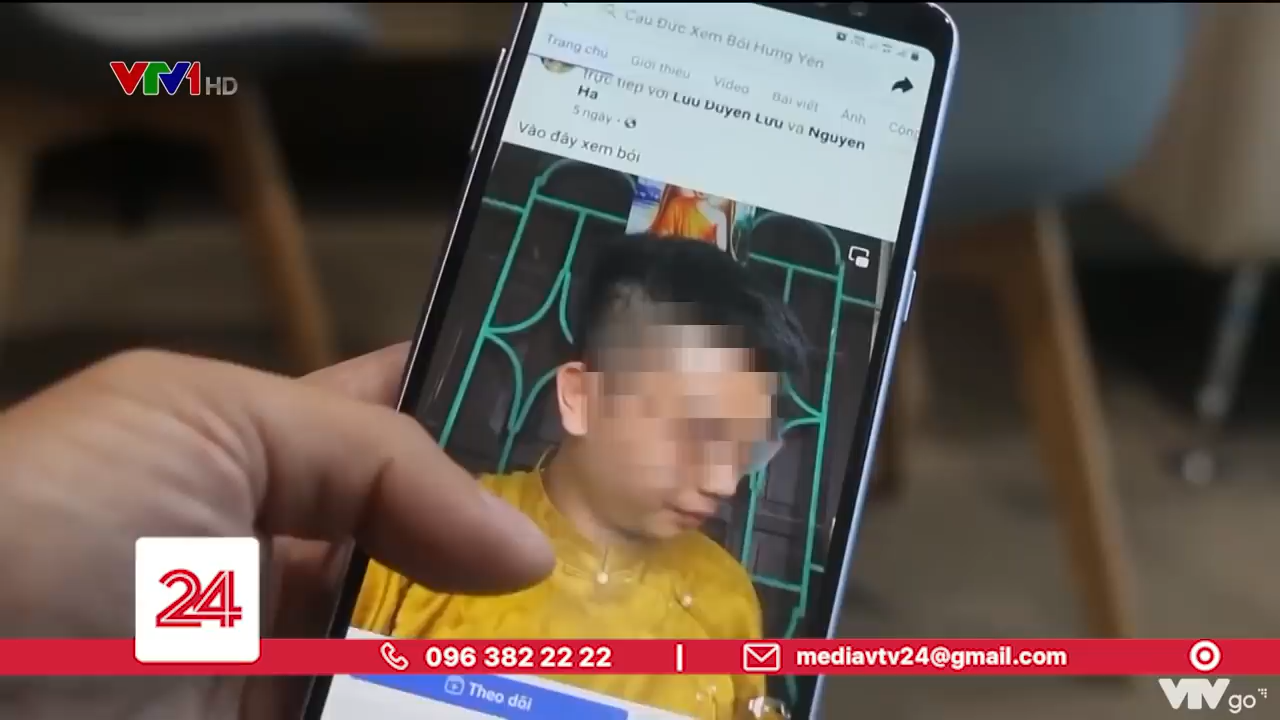 VTV1 HD
Cậu Đức Xem Bói Hưng Yên
Trang chủ Giới thiệu Video Bài viết Ảnh
trực tiếp với Lưu Duyên Lưu và Nguyen
Ha
5 ngày
Vào đây xem bói
24
096 382 22 22 | mediavtv24@gmail.com
Theo dõi
VTV go